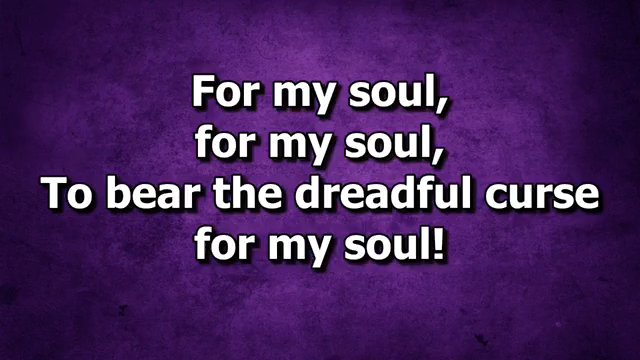 For my soul,
for my soul,
To bear the dreadful curse
for my soul!